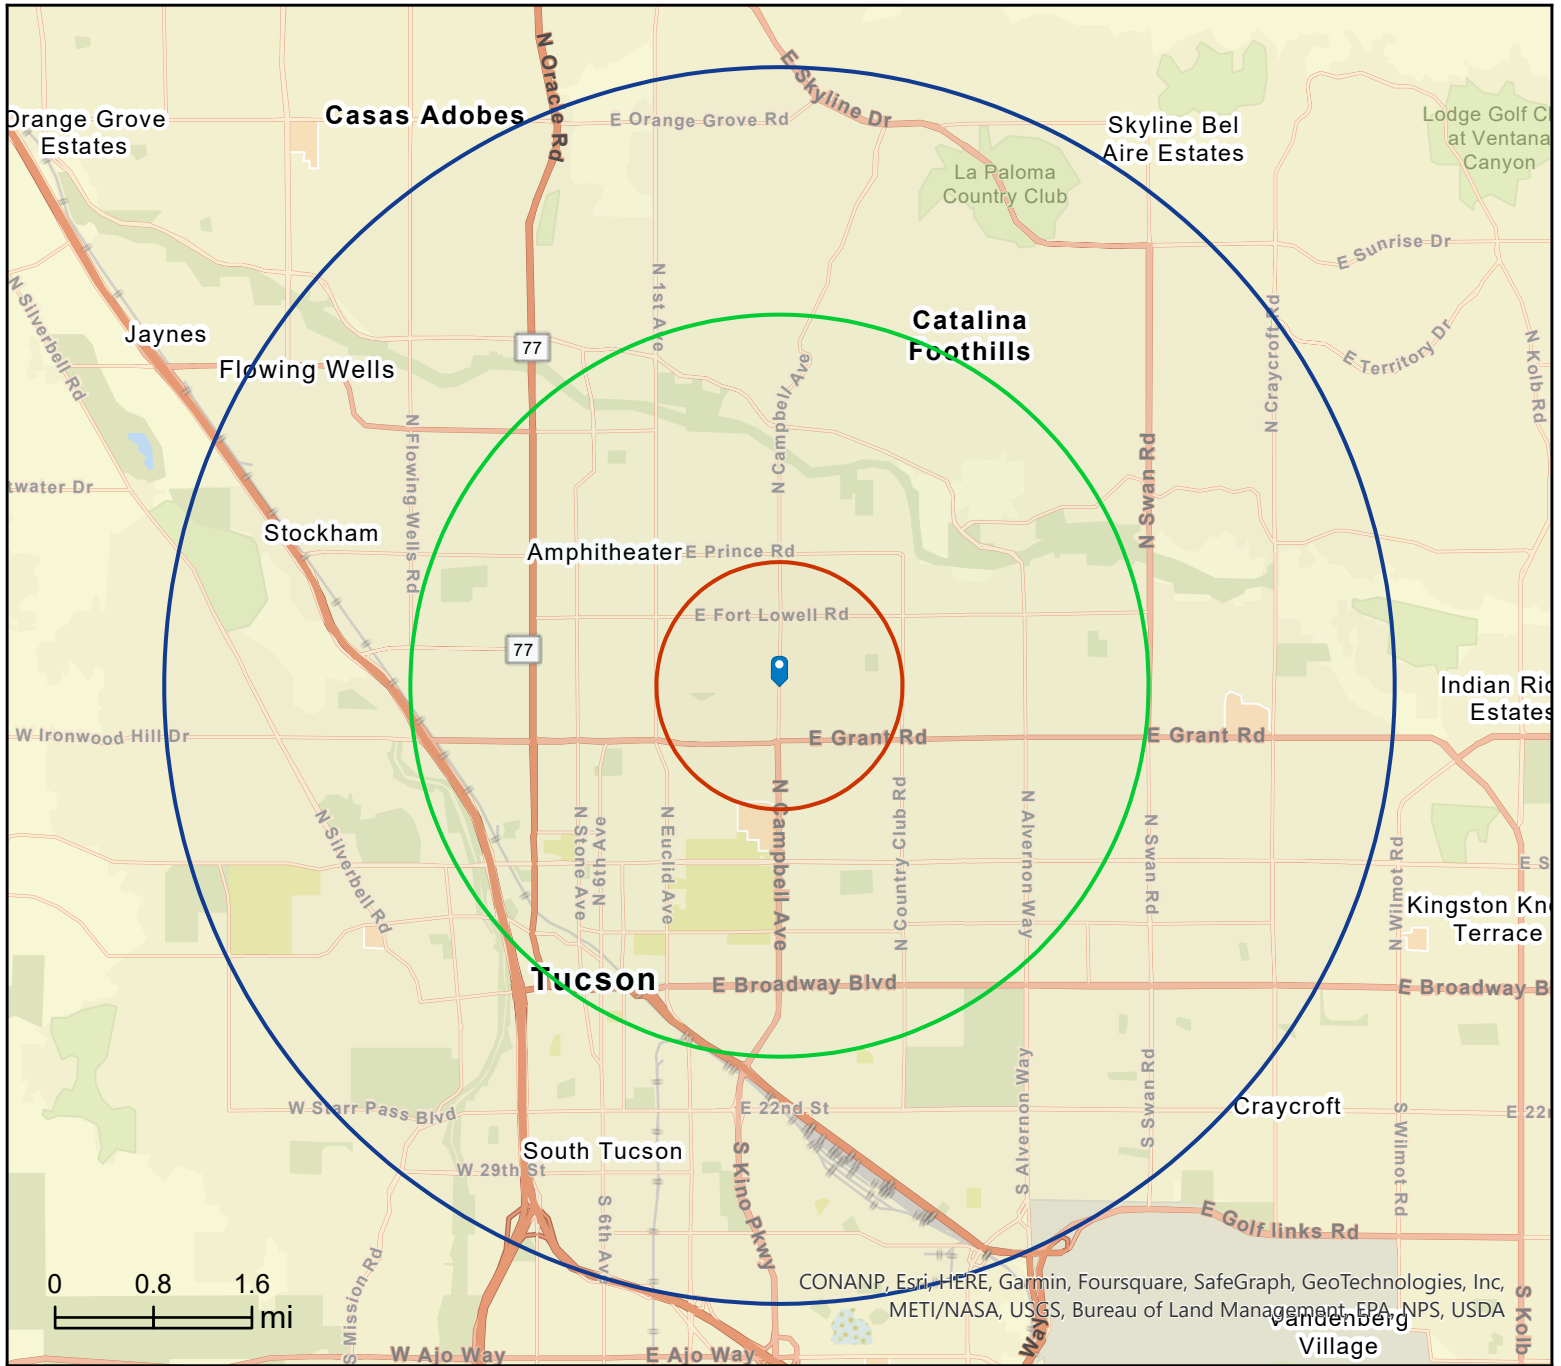 N Oracle Rd
E Skyline Dr
Casas Adobes
Orange Grove
Estates
E Orange Grove Rd
Skyline Bel
Aire Estates
at Ventana
Canyon
La Paloma
Country Club
E Sunrise Dr
N Silverbell Rd
Jaynes
N 1st Ave
Catalina
Foothills
N Craycroft Rd
E Territory Dr
N Kolb Rd
77
Flowing Wells
N Campbell Ave
N Flowing Wells Rd
N Swan Rd
twater Dr
Stockham
Amphitheater
E Prince Rd
E Fort Lowell Rd
77
Indian Ric
Estates
W Ironwood Hill Dr
E Grant Rd
E Grant Rd
N Silverbell Rd
N Stone Ave
N 6th Ave
N Euclid Ave
N Campbell Ave
N Country Club Rd
N Alvernon Way
N Swan Rd
N Wilmot Rd
E S
Kingston Kno
Terrace
Tucson
E Broadway Blvd
E Broadway B
W Starr Pass Blvd
E 22nd St
S Alvernon Way
S Swan Rd
Craycroft
E 22n
S Wilmot Rd
South Tucson
W 29th St
S Kino Pkwy
S 6th Ave
E Golf links Rd
S Mission Rd
0 0.8 1.6
mi
CONANP, Esri, HERE, Garmin, Foursquare, SafeGraph, GeoTechnologies, Inc,
METI/NASA, USGS, Bureau of Land Management, EPA, NPS, USDA
Vandenberg
Village
S Kolb
W Ajo Way
E Ajo Way
Way